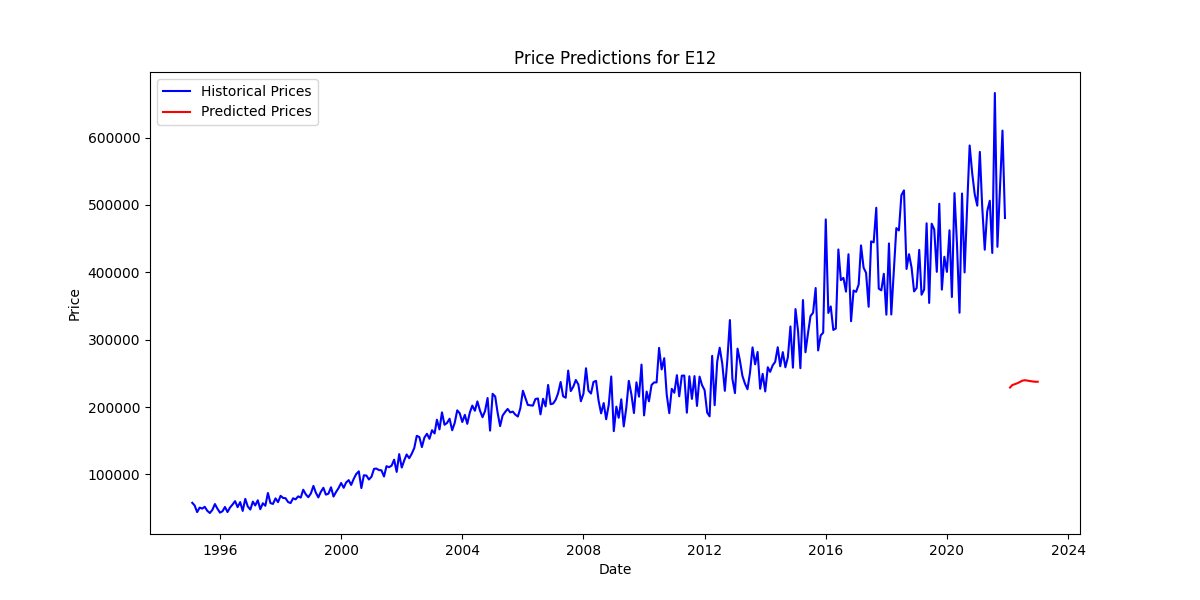 Price Predictions for E12
Historical Prices
Predicted Prices
Price
600000
500000
400000
300000
200000
100000
1996 2000 2004 2008 2012 2016 2020 2024
Date